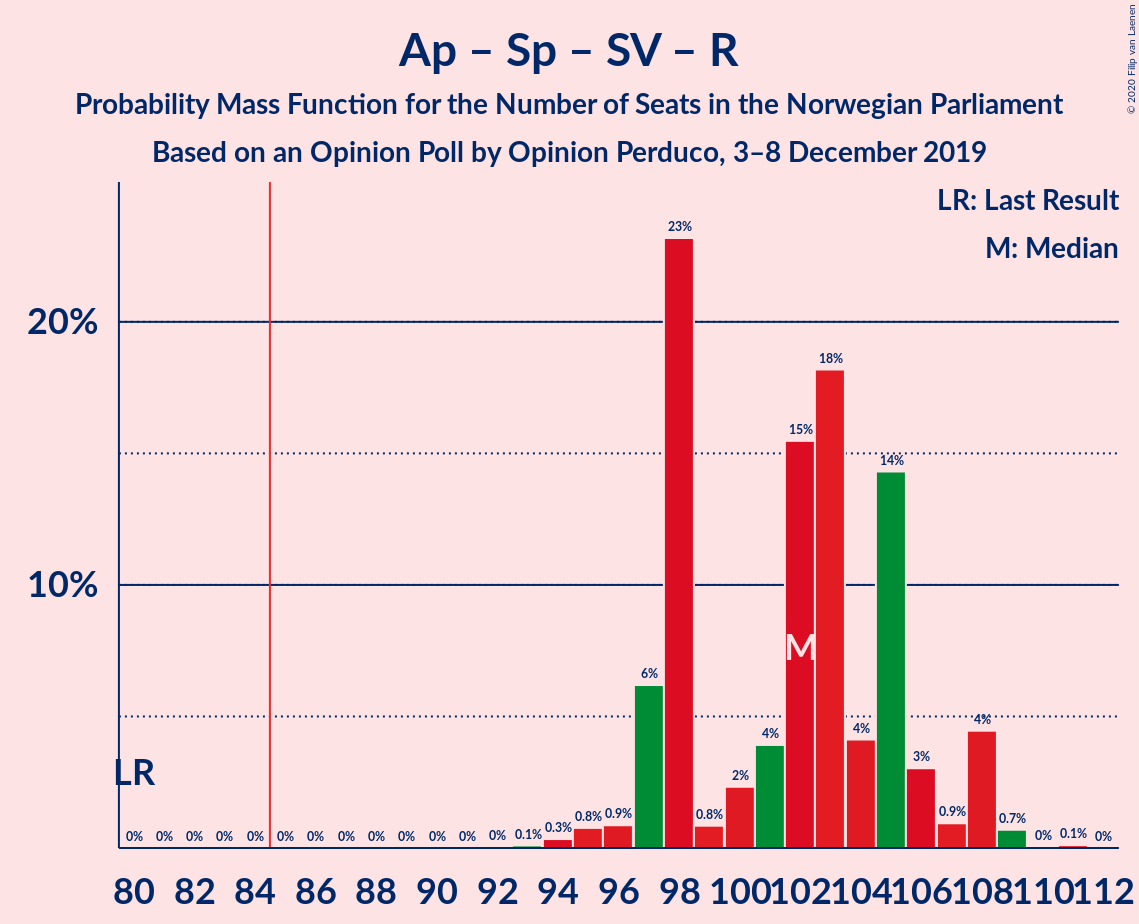 © 2020 Filip van Laenen
Ap – Sp – SV – R
Probability Mass Function for the Number of Seats in the Norwegian Parliament
Based on an Opinion Poll by Opinion Perduco, 3–8 December 2019
LR: Last Result
M: Median
20%
10%
LR
M
0% 0% 0% 0% 0% 0% 0% 0% 0% 0% 0% 0% 0% 0.1% 0.3% 0.8% 0.9% 6% 23% 0.8% 2% 4% 15% 18% 4% 14% 3% 0.9% 4% 0.7% 0% 0.1% 0%
80 82 84 86 88 90 92 94 96 98 100 102 104 106 108 110 112